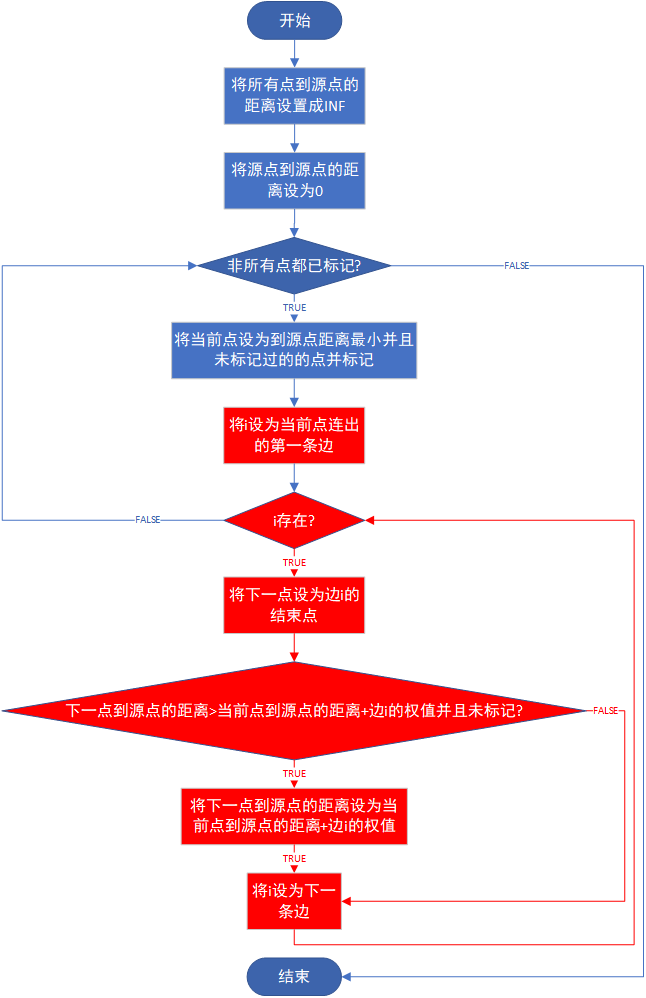 开始
将所有点到源点的
距离设置成INF
将源点到源点的距
离设为0
非所有点都已标记?
FALSE
TRUE
将当前点设为到源点距离最小并且
未标记过的的点并标记
将i设为当前点连出
的第一条边
i存在?
FALSE
TRUE
将下一点设为边i的
结束点
下一点到源点的距离>当前点到源点的距离+边i的权值并且未标记?
FALSE
TRUE
将下一点到源点的距离设为当
前点到源点的距离+边i的权值
TRUE
将i设为下一
条边
结束